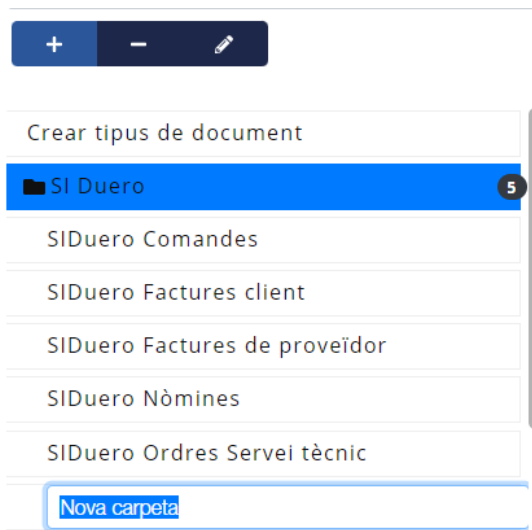 Crear tipus de document
SI Duero 5
SIDuero Comandes
SIDuero Factures client
SIDuero Factures de proveïdor
SIDuero Nòmines
SIDuero Ordres Servei tècnic
Nova carpeta